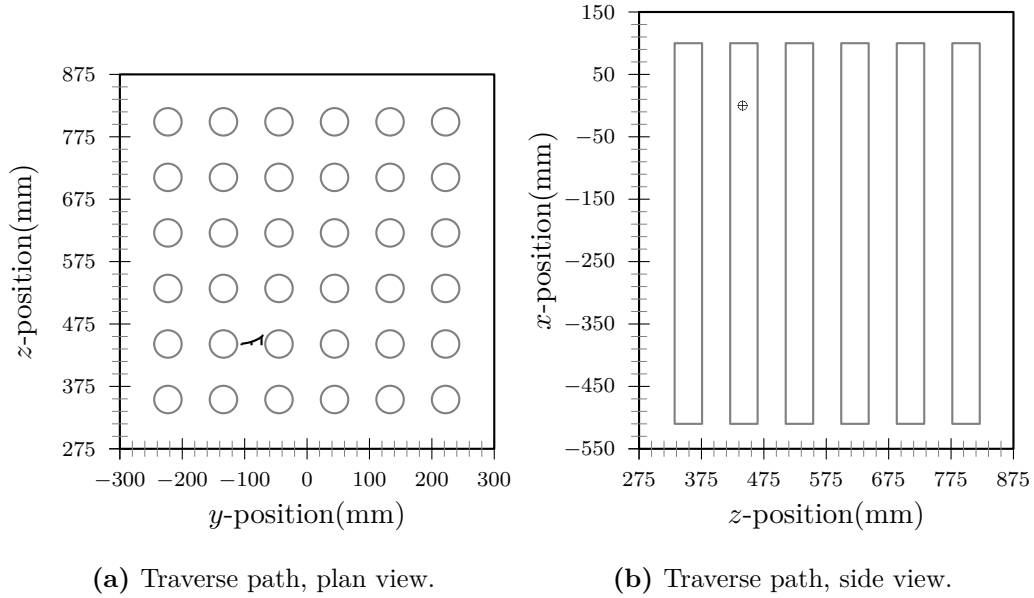 875
775
675
575
475
375
275
−300 −200 −100 0 100 200 300
z-position(mm)
y-position(mm)
(a) Traverse path, plan view.
150
50
−50
−150
−250
−350
−450
−550
275 375 475 575 675 775 875
x-position(mm)
z-position(mm)
(b) Traverse path, side view.